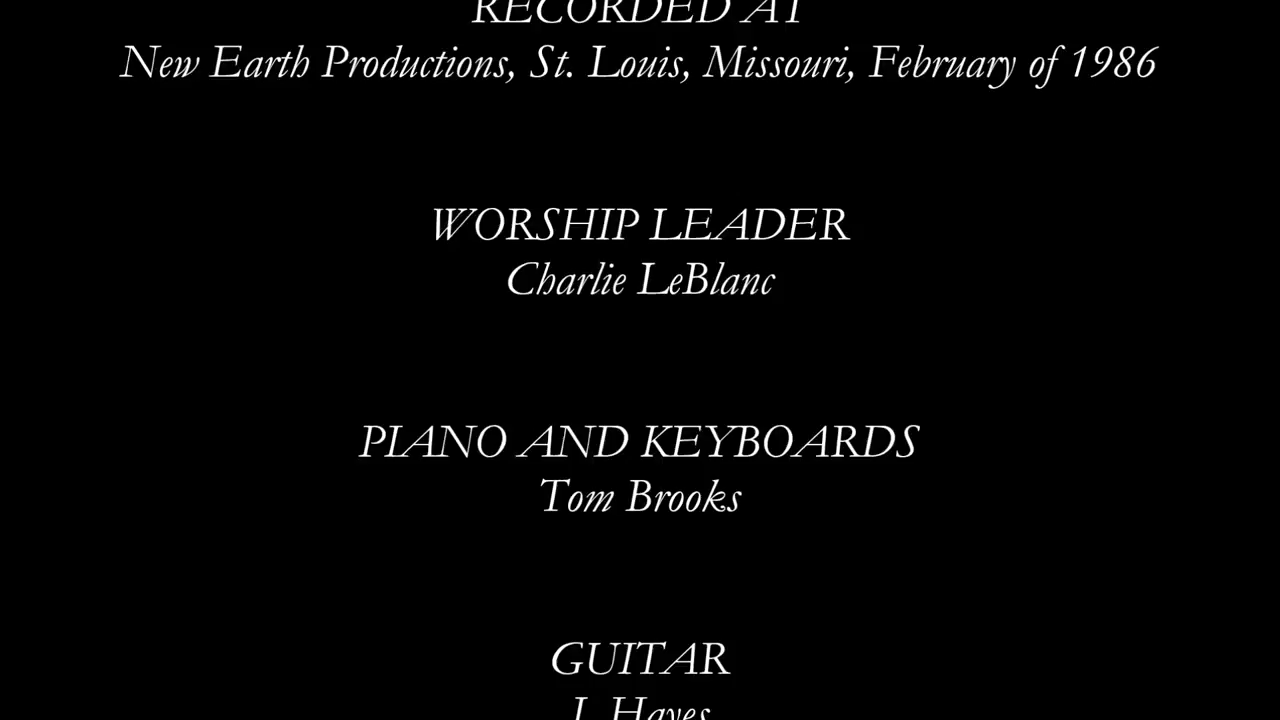 RECORDED AT
New Earth Productions, St. Louis, Missouri, February of 1986
WORSHIP LEADER
Charlie LeBlanc
PIANO AND KEYBOARDS
Tom Brooks
GUITAR
Hayes